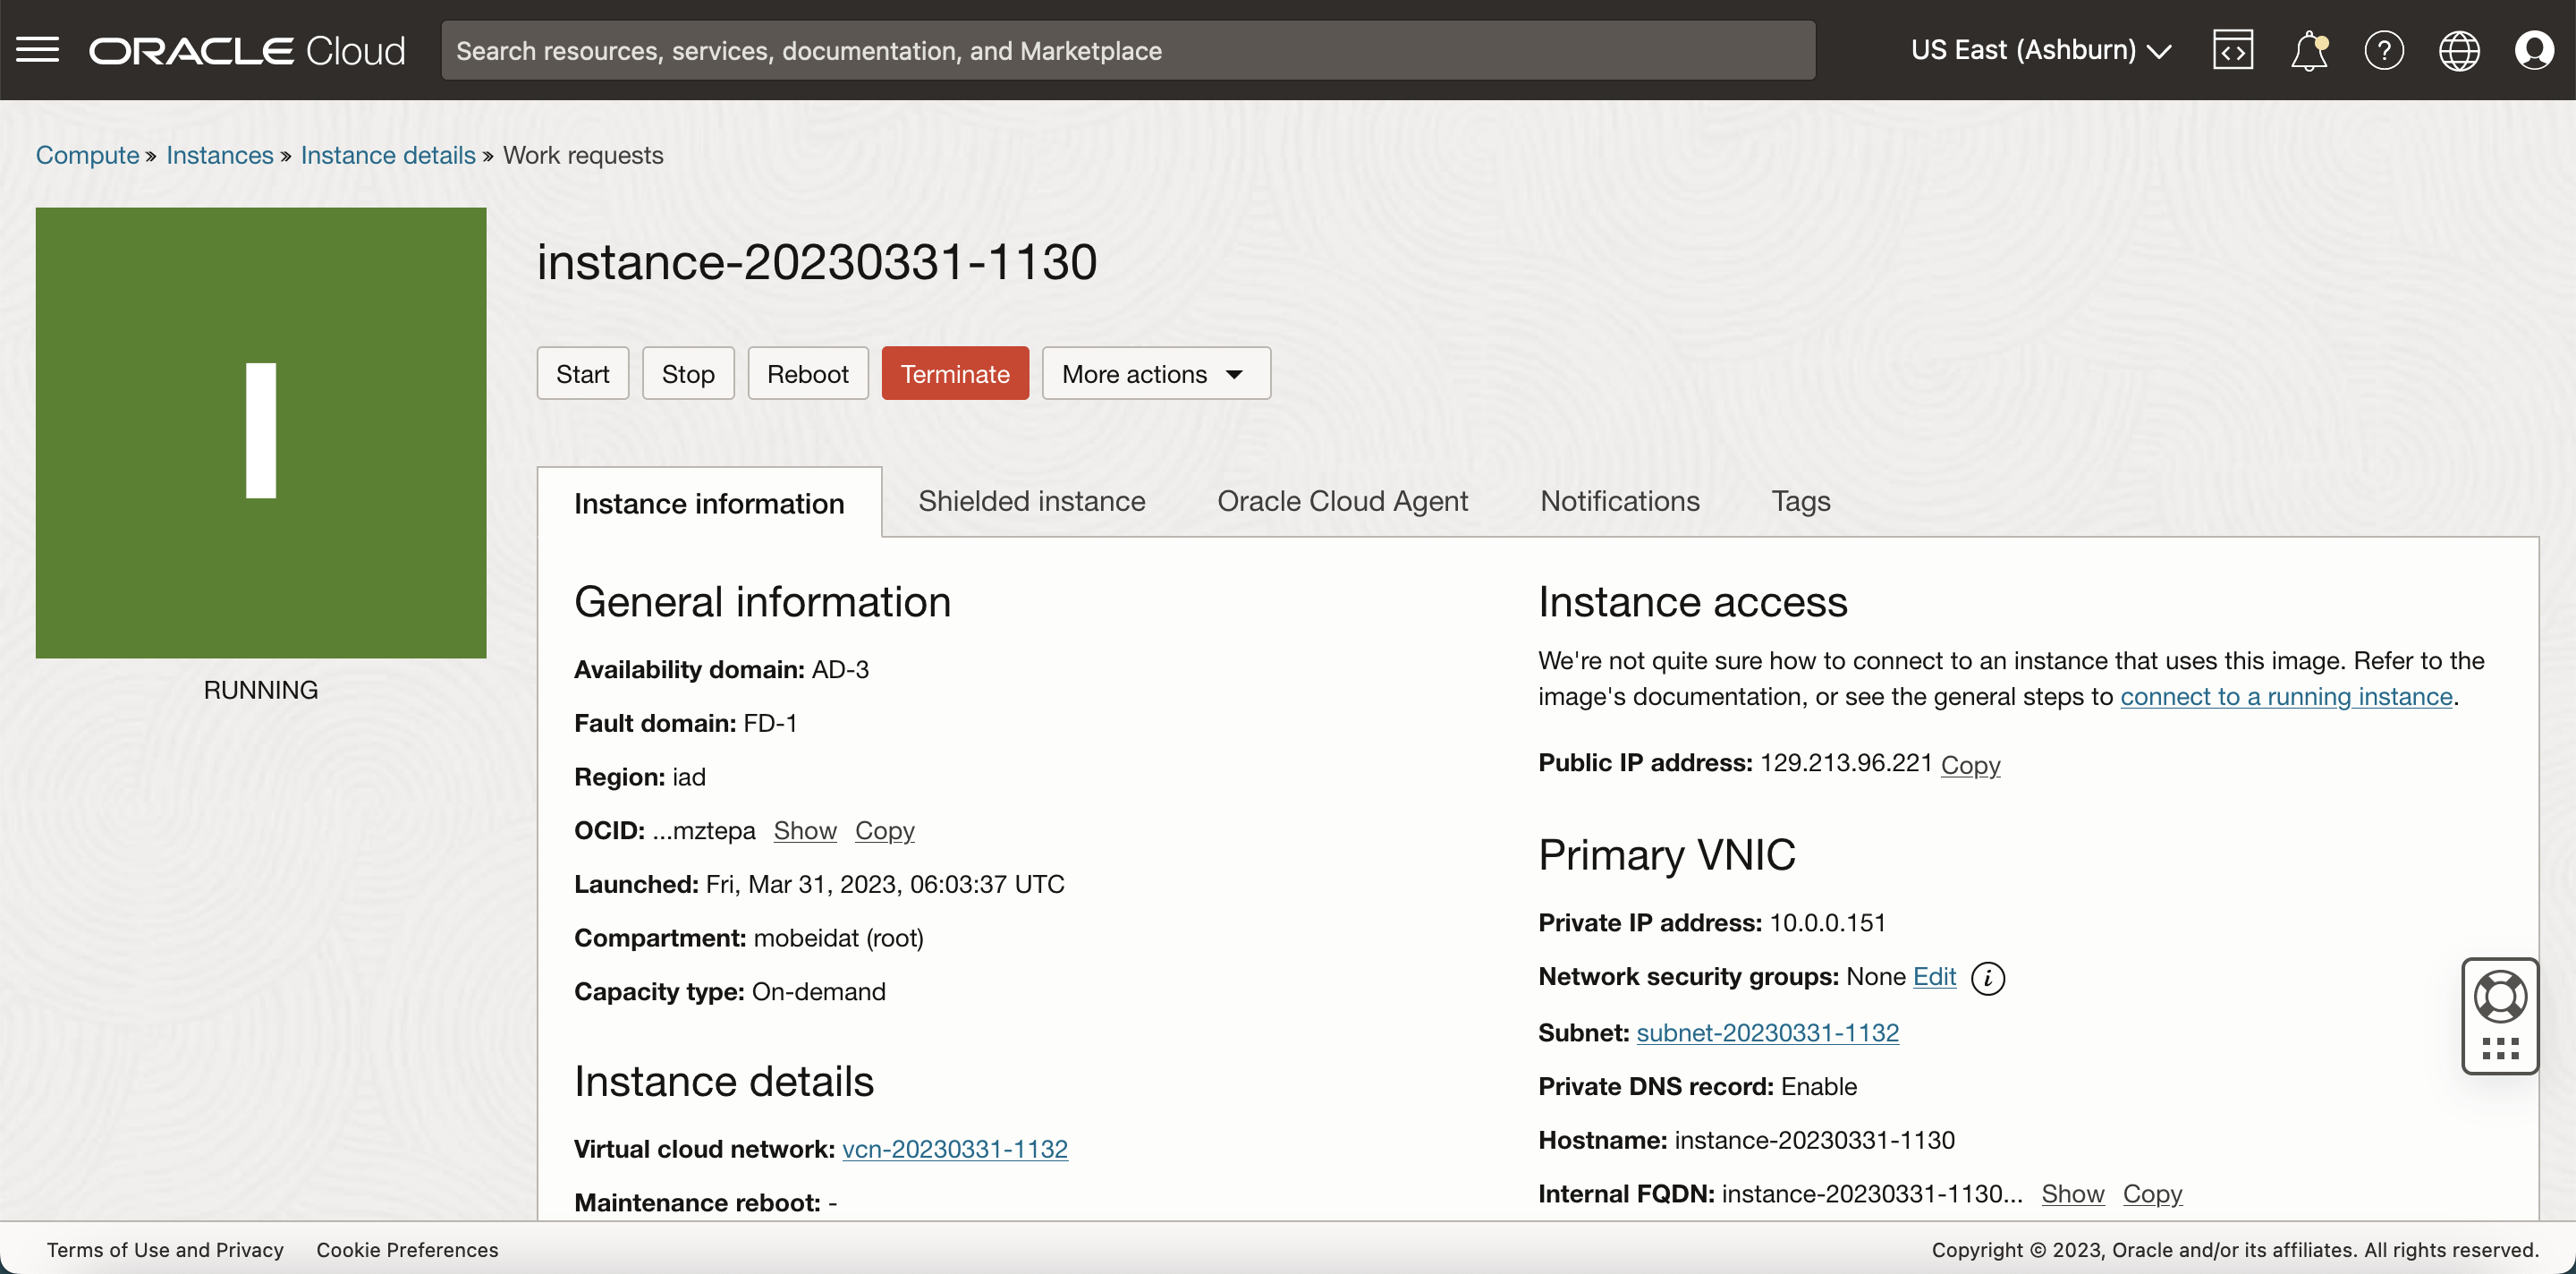 ORACLE Cloud
Search resources, services, documentation, and Marketplace
US East (Ashburn)
Compute » Instances » Instance details » Work requests
I
RUNNING
instance-20230331-1130
Start
Stop
Reboot
Terminate
More actions
Instance information
Shielded instance
Oracle Cloud Agent
Notifications
Tags
General information
Availability domain: AD-3
Fault domain: FD-1
Region: iad
OCID: ...mztepa Show Copy
Launched: Fri, Mar 31, 2023, 06:03:37 UTC
Compartment: mobeidat (root)
Capacity type: On-demand
Instance details
Virtual cloud network: vcn-20230331-1132
Maintenance reboot: -
Instance access
We're not quite sure how to connect to an instance that uses this image. Refer to the
image's documentation, or see the general steps to connect to a running instance.
Public IP address: 129.213.96.221 Copy
Primary VNIC
Private IP address: 10.0.0.151
Network security groups: None Edit i
Subnet: subnet-20230331-1132
Private DNS record: Enable
Hostname: instance-20230331-1130
Internal FQDN: instance-20230331-1130... Show Copy
Terms of Use and Privacy
Cookie Preferences
Copyright © 2023, Oracle and/or its affiliates. All rights reserved.